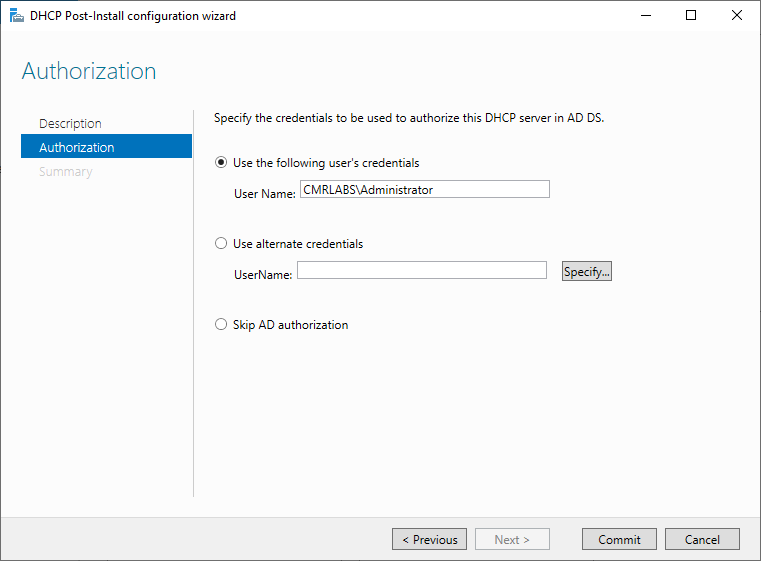 DHCP Post-Install configuration wizard
Authorization
Description
Authorization
Summary
Specify the credentials to be used to authorize this DHCP server in AD DS.
Use the following user's credentials
User Name: CMRLABS\Administrator
Use alternate credentials
UserName: Specify...
Skip AD authorization
< Previous Next > Commit Cancel